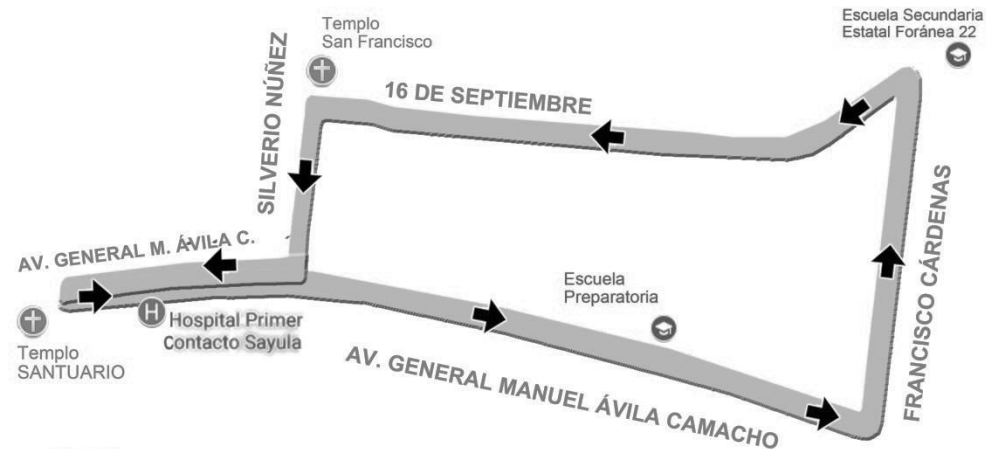 Templo
San Francisco
Escuela Secundaria
Estatal Foránea 22
16 DE SEPTIEMBRE
SILVERIO NÚÑEZ
FRANCISCO CÁRDENAS
AV. GENERAL M. ÁVILA C.
Escuela
Preparatoria
H
Hospital Primer
Contacto Sayula
Templo
SANTUARIO
AV. GENERAL MANUEL ÁVILA CAMACHO